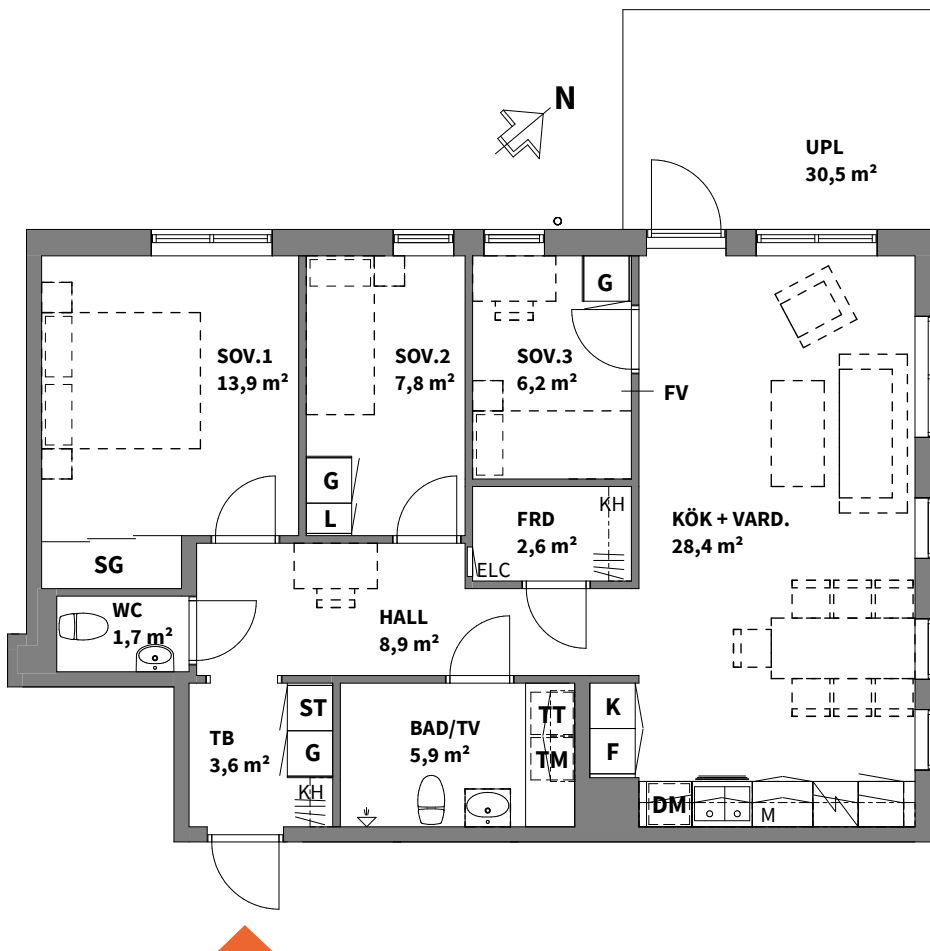 N
UPL
30,5 m²
G
SOV.1
13,9 m²
SOV.2
7,8 m²
SOV.3
6,2 m²
FV
G
L
KH
FRD
2,6 m²
KÖK + VARD.
28,4 m²
SG
ELC
WC
1,7 m²
HALL
8,9 m²
ST
G
TB
3,6 m²
KH
BAD/TV
5,9 m²
TT
TM
K
F
DM
M